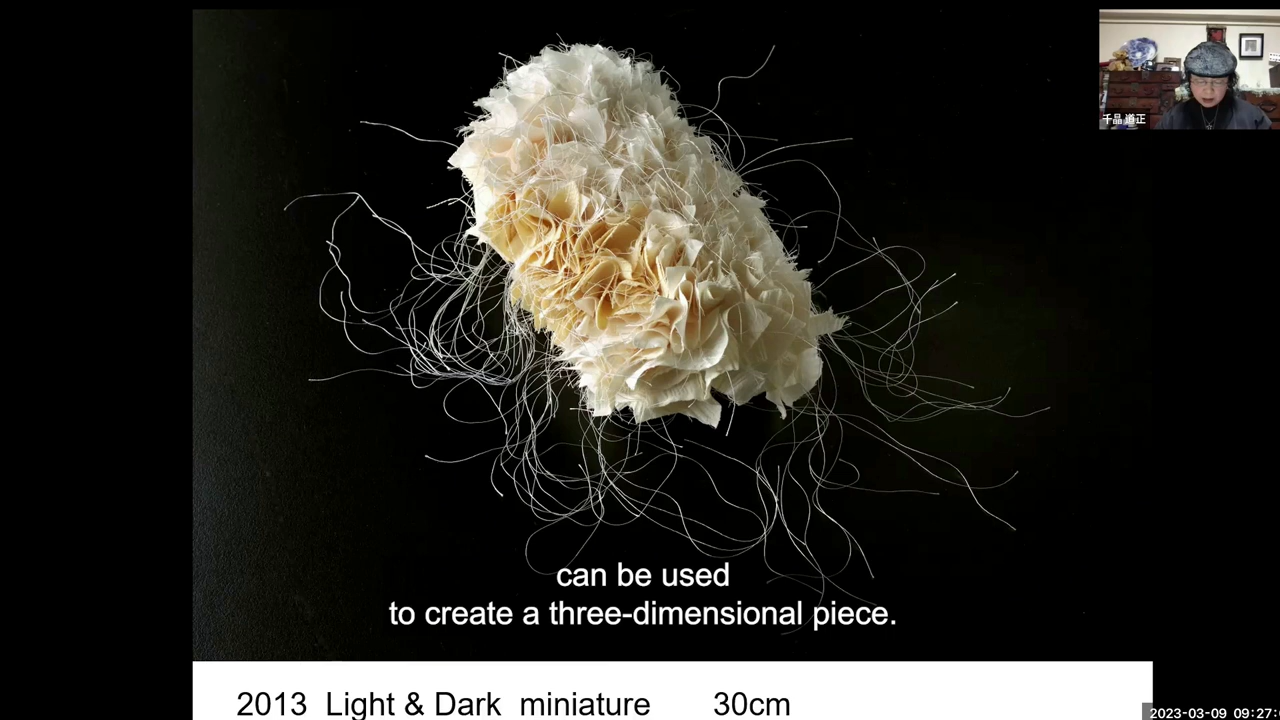 千品 道正
can be used
to create a three-dimensional piece.
2013 Light & Dark miniature 30cm
2023-03-09 09:27: